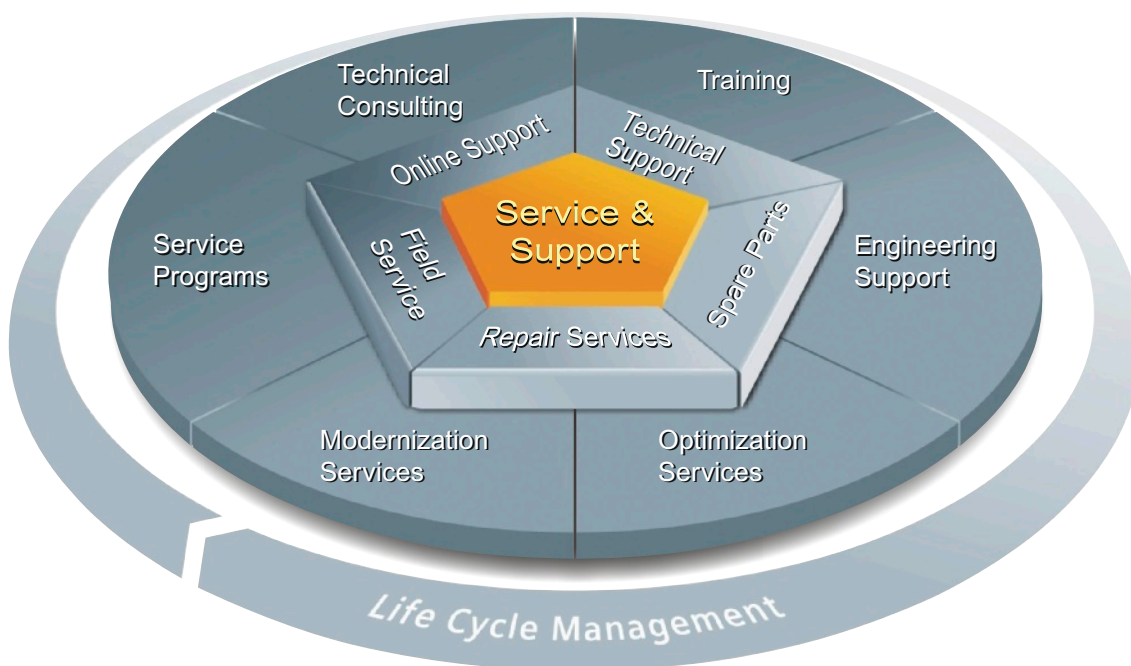 Technical
Consulting
Training
Online Support
Technical
Support
Service &
Support
Service
Programs
Field
Service
Spare Parts
Engineering
Support
Repair Services
Modernization
Services
Optimization
Services
Life Cycle Management